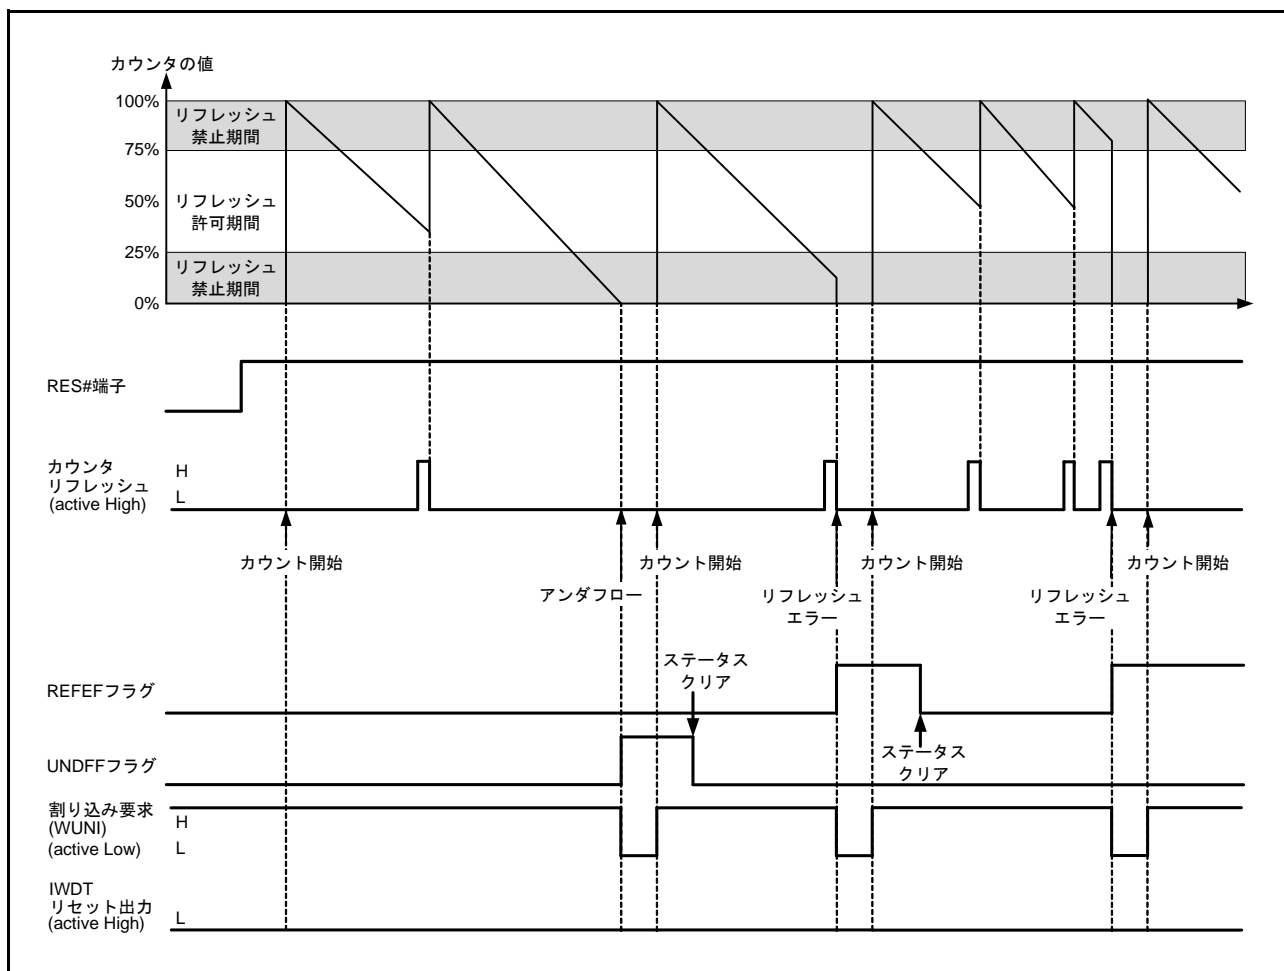 カウンタの値
100%
リフレッシュ
禁止期間
75%
50%
リフレッシュ
許可期間
25%
リフレッシュ
禁止期間
0%
RES#端子
カウンタ
リフレッシュ
(active High)
H
L
カウント開始
カウント開始
カウント開始
カウント開始
アンダフロー
リフレッシュ
エラー
リフレッシュ
エラー
ステータス
クリア
REFEFフラグ
ステータス
クリア
UNDFFフラグ
割り込み要求
(WUNI)
(active Low)
H
L
IWDT
リセット出力
(active High)
L